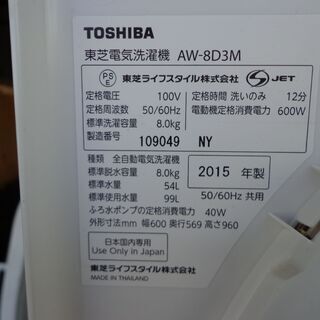 TOSHIBA
東芝電気洗濯機 AW-8D3M
PSE 東芝ライフスタイル株式会社 S JET
定格電圧 100V 定格時間 洗いのみ 12分
定格周波数 50/60Hz 電動機定格消費電力 600W
標準洗濯容量 8.0kg
製造番号 109049 NY
種類 全自動電気洗濯機
標準脱水容量 8.0kg 2015 年製
標準水量 54L
標準使用水量 99L 50/60Hz 共用
ふろ水ポンプの定格消費電力 40W
外形寸法mm 幅600 奥行569 高さ960
日本国内専用
Use Only in Japan
東芝ライフスタイル株式会社
MADE IN THAILAND